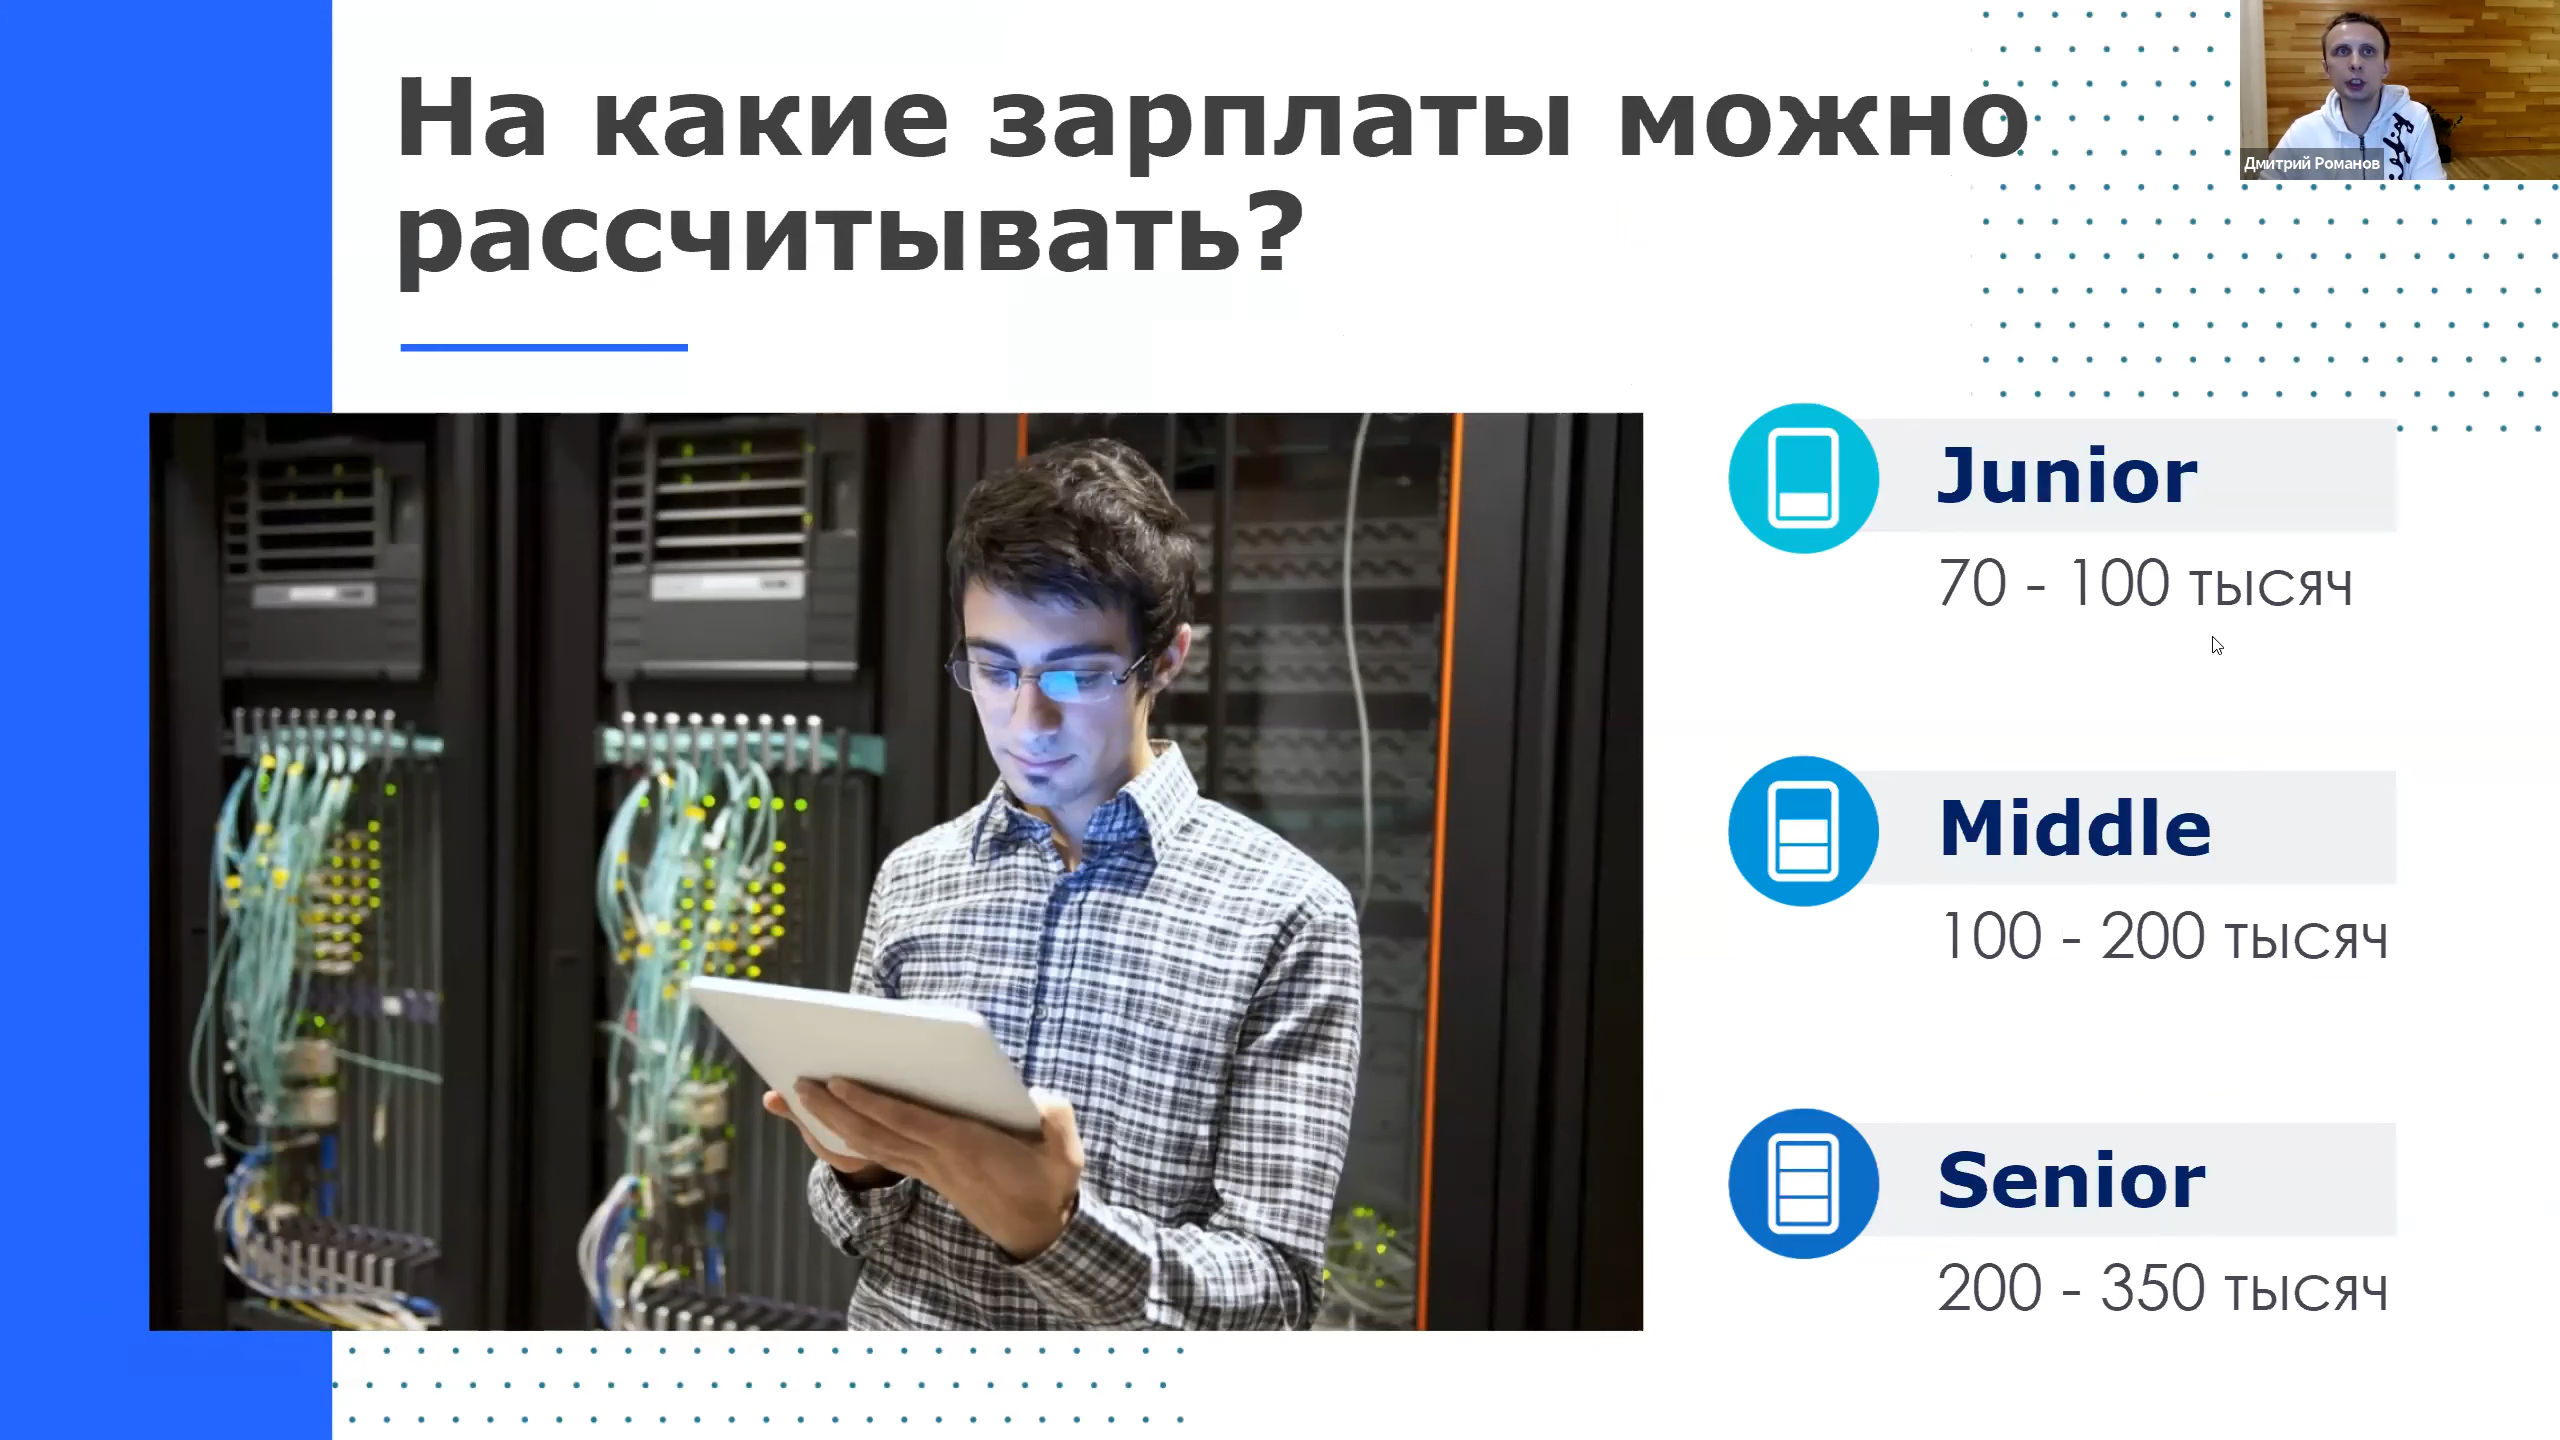 На какие зарплаты можно
рассчитывать?
Дмитрий Романов
Junior
70 - 100 тысяч
Middle
100 - 200 тысяч
Senior
200 - 350 тысяч